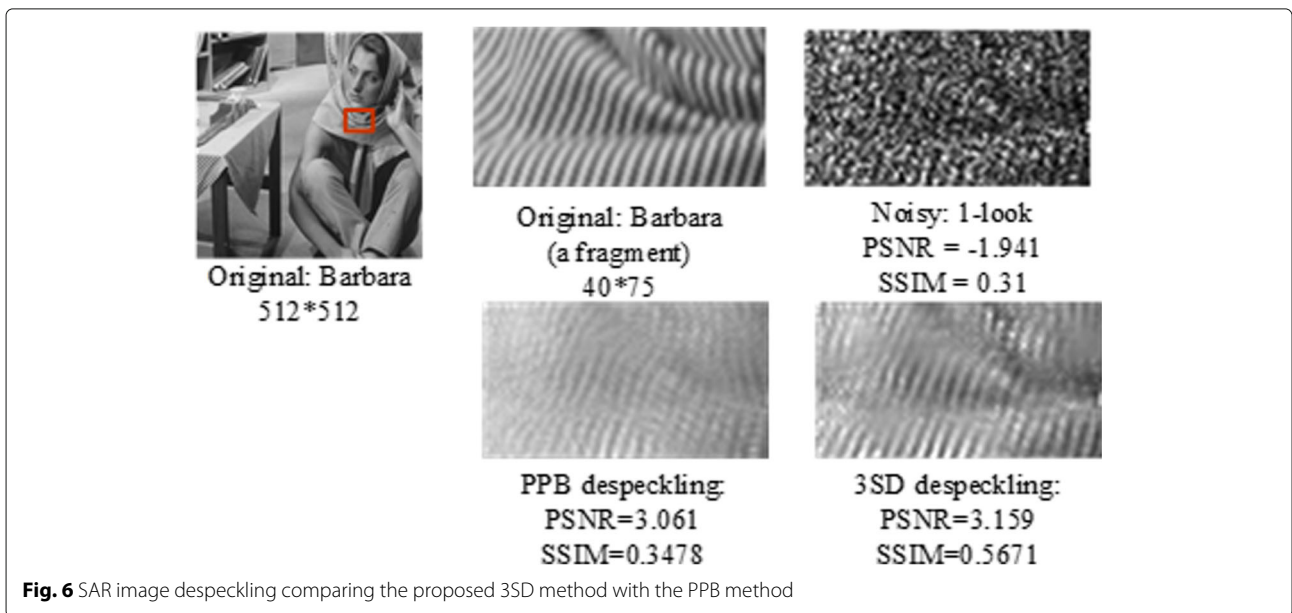 Original: Barbara
512*512
Original: Barbara
(a fragment)
40*75
Noisy: 1-look
PSNR = -1.941
SSIM = 0.31
PPB despeckling:
PSNR=3.061
SSIM=0.3478
3SD despeckling:
PSNR=3.159
SSIM=0.5671
Fig. 6 SAR image despeckling comparing the proposed 3SD method with the PPB method